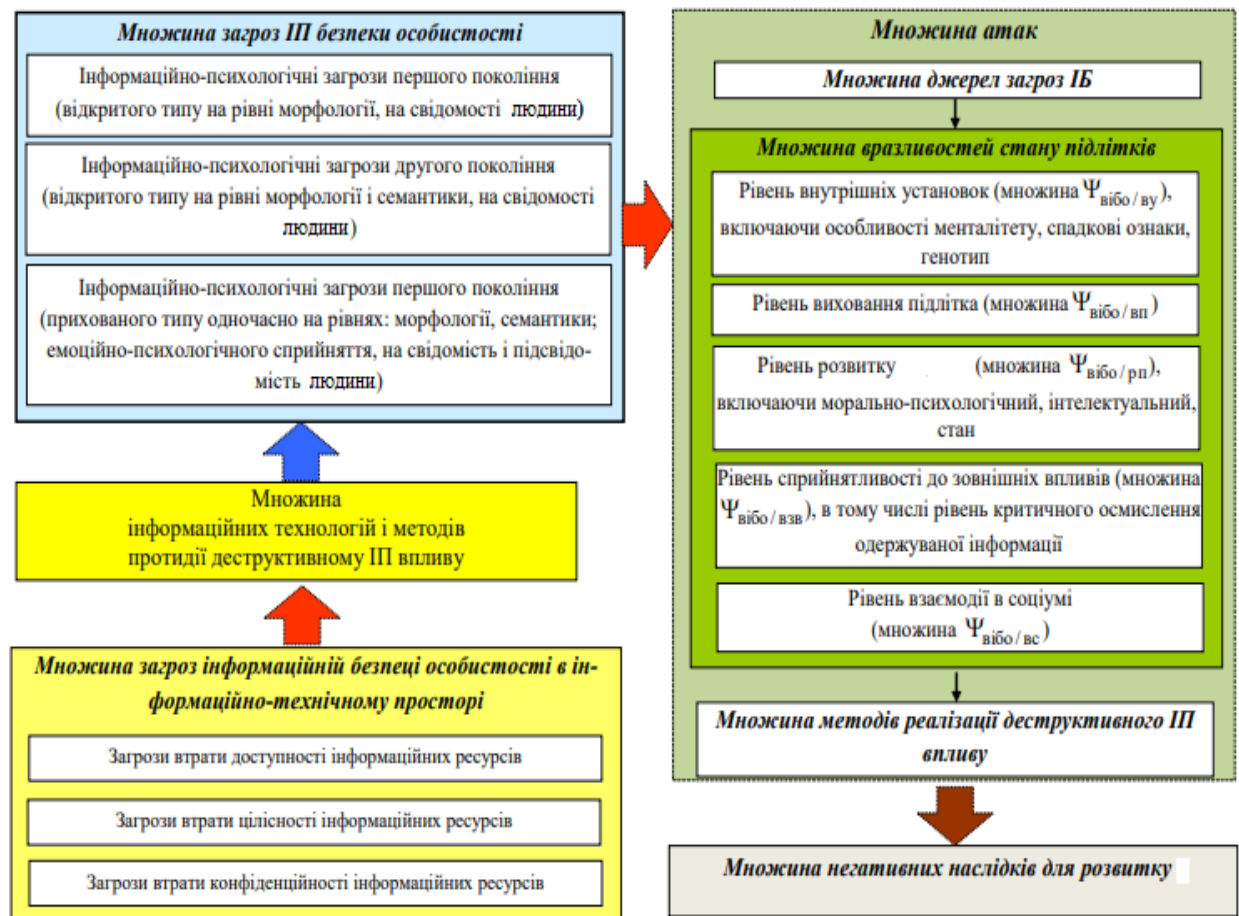 Множина загроз ІП безпеки особистості
Інформаційно-психологічні загрози першого покоління
(відкритого типу на рівні морфології, на свідомості людини)
Інформаційно-психологічні загрози другого покоління
(відкритого типу на рівні морфології і семантики, на свідомості
людини)
Інформаційно-психологічні загрози першого покоління
(прихованого типу одночасно на рівнях: морфології, семантики;
емоційно-психологічного сприйняття, на свідомість і підсвідо-
мість людини)
Множина
інформаційних технологій і методів
протидії деструктивному ІП впливу
Множина загроз інформаційній безпеці особистості в ін-
формаційно-технічному просторі
Загрози втрати доступності інформаційних ресурсів
Загрози втрати цілісності інформаційних ресурсів
Загрози втрати конфіденційності інформаційних ресурсів
Множина атак
Множина джерел загроз ІБ
Множина вразливостей стану підлітків
Рівень внутрішніх установок (множина Ψвібо/ву),
включаючи особливості менталітету, спадкові ознаки,
генотип
Рівень виховання підлітка (множина Ψвібо/вп)
Рівень розвитку (множина Ψвібо/рп),
включаючи морально-психологічний, інтелектуальний,
стан
Рівень сприйнятливості до зовнішніх впливів (множина
Ψвібо/взв), в тому числі рівень критичного осмислення
одержуваної інформації
Рівень взаємодії в соціумі
(множина Ψвібо/вс)
Множина методів реалізації деструктивного ІП
впливу
Множина негативних наслідків для розвитку